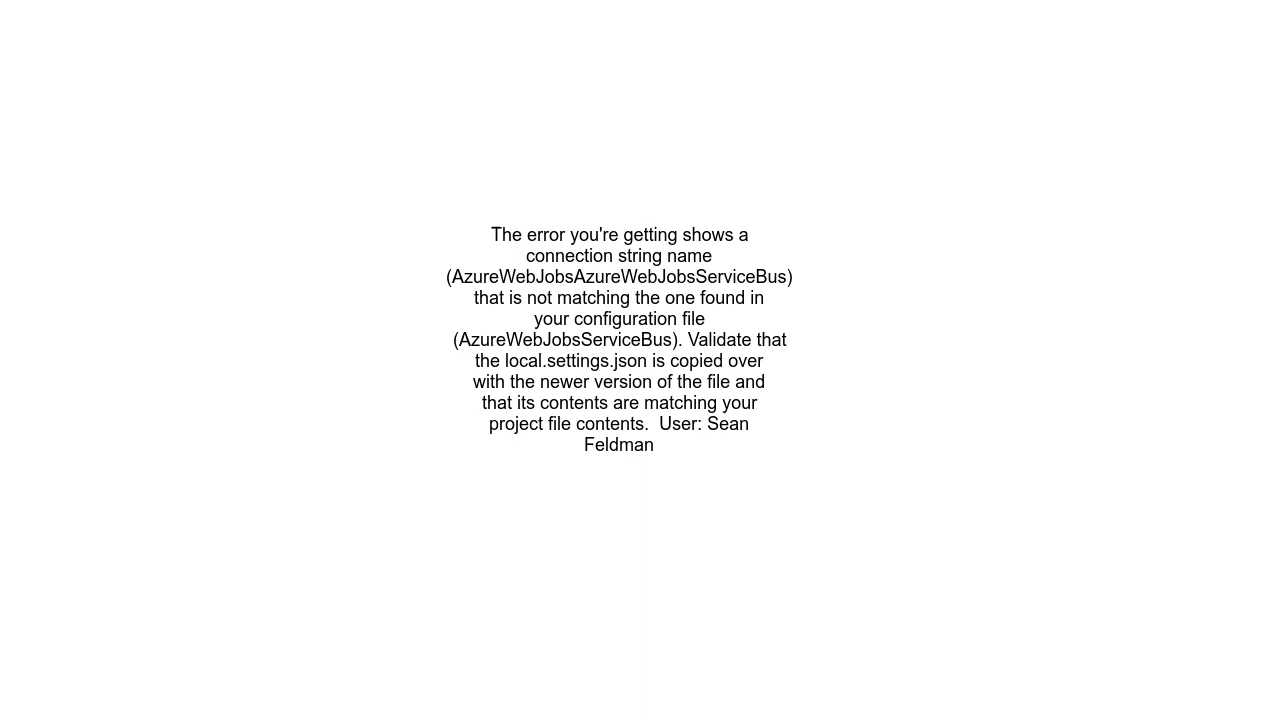 The error you're getting shows a
connection string name
(AzureWebJobsAzureWebJobsServiceBus)
that is not matching the one found in
your configuration file
(AzureWebJobsServiceBus). Validate that
the local.settings.json is copied over
with the newer version of the file and
that its contents are matching your
project file contents.  User: Sean
Feldman